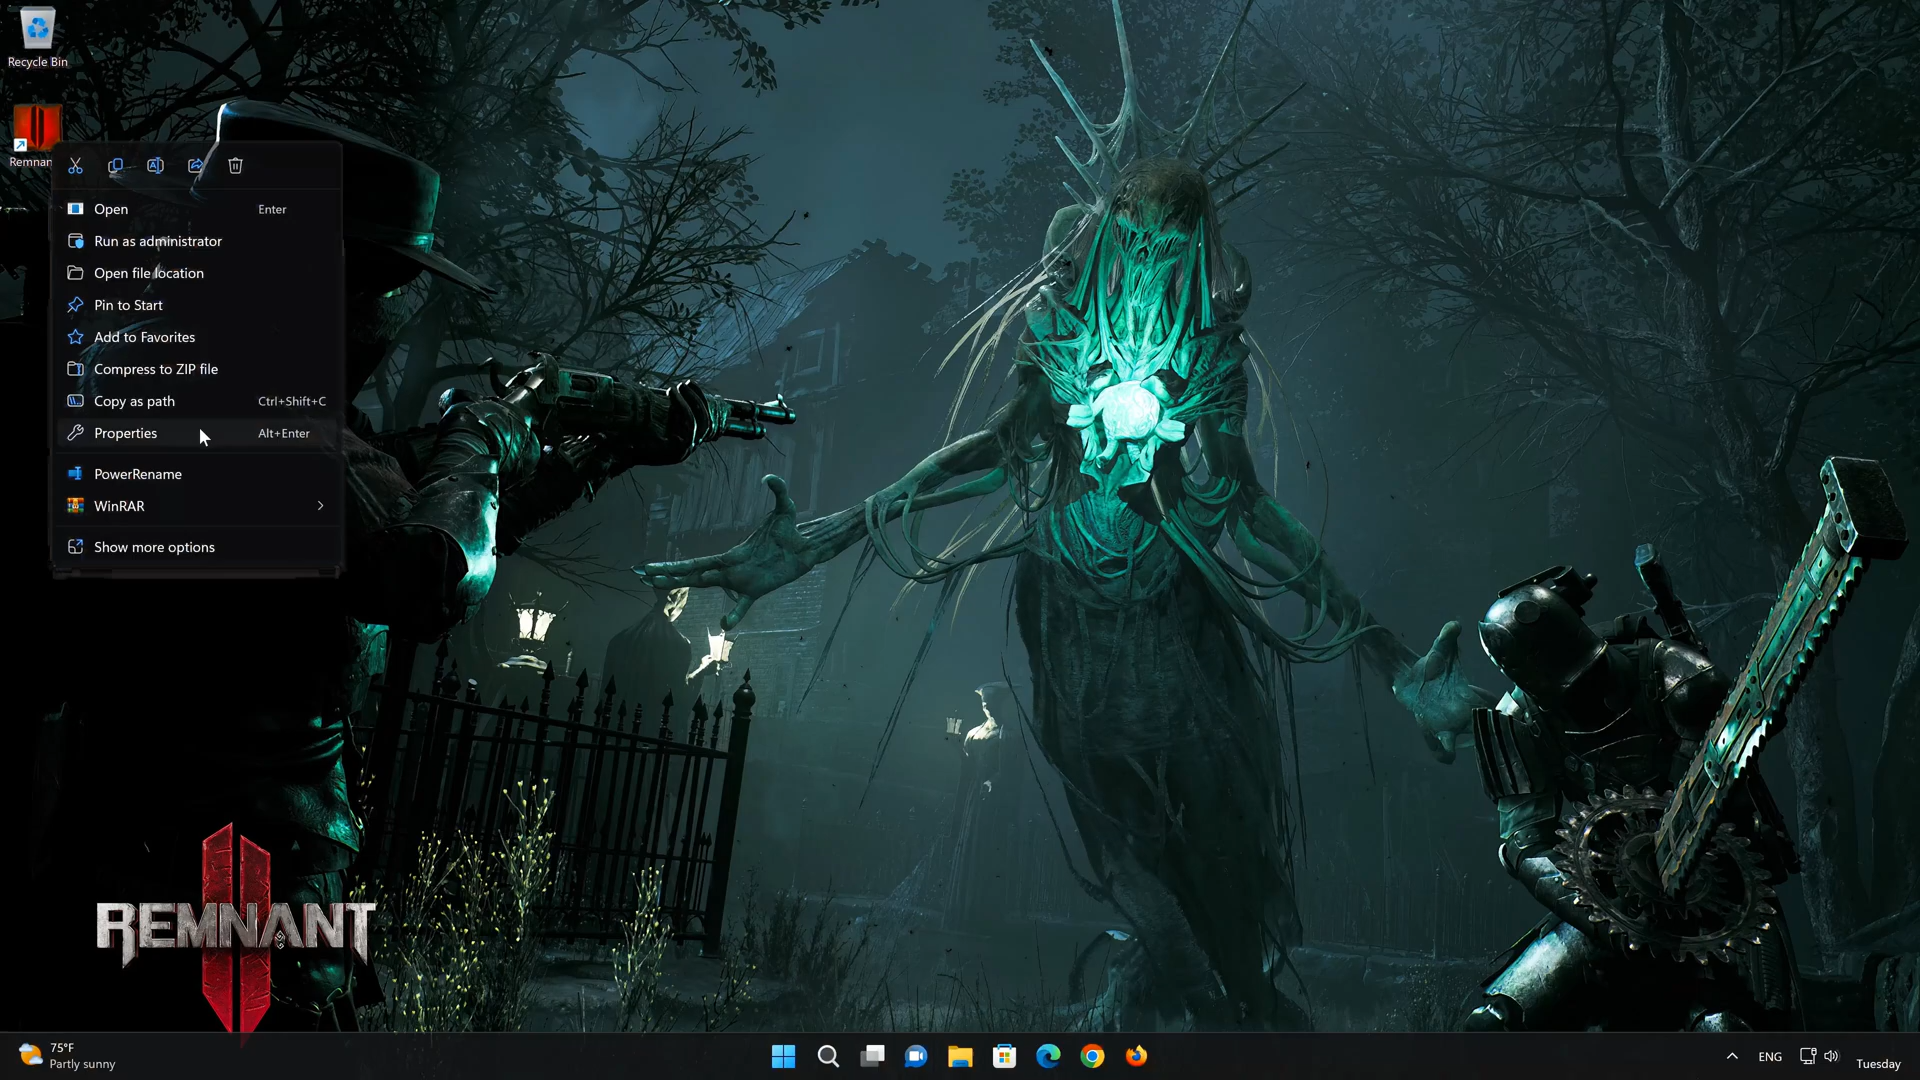 Recycle Bin
Remnan
Open Enter
Run as administrator
Open file location
Pin to Start
Add to Favorites
Compress to ZIP file
Copy as path Ctrl+Shift+C
Properties Alt+Enter
PowerRename
WinRAR
Show more options
REMNANT
II
75°F
Partly sunny
ENG
Tuesday